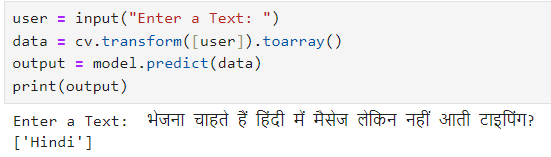 user = input("Enter a Text: ")
data = cv.transform([user]).toarray()
output = model.predict(data)
print(output)
Enter a Text:  भेजना चाहते हैं हिंदी में मैसेज लेकिन नहीं आती टाइपिंग?
['Hindi']